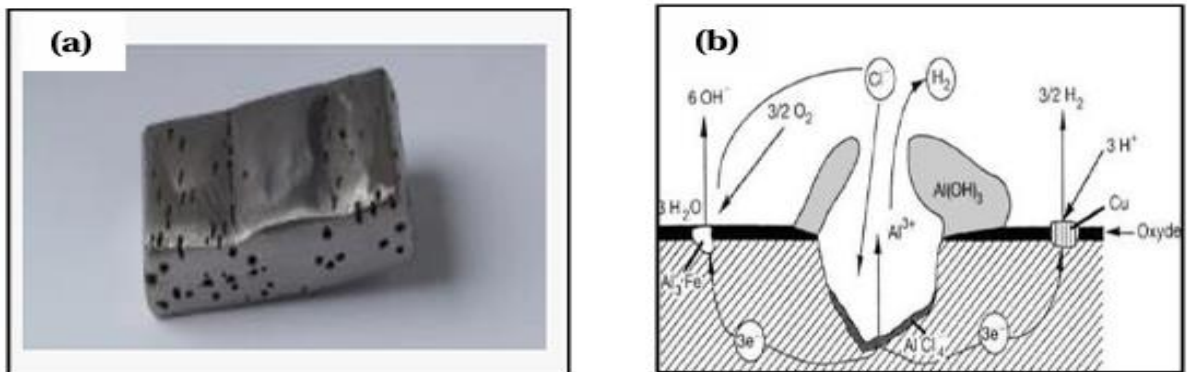 (a)
(b)
Cl⁻
H₂
6 OH⁻
3/2 O₂
3/2 H₂
3 H⁺
Al(OH)₃
Cu
3 H₂O
Al³⁺
Oxyde
Al₃Fe
AlCl₄
3e⁻
3e⁻